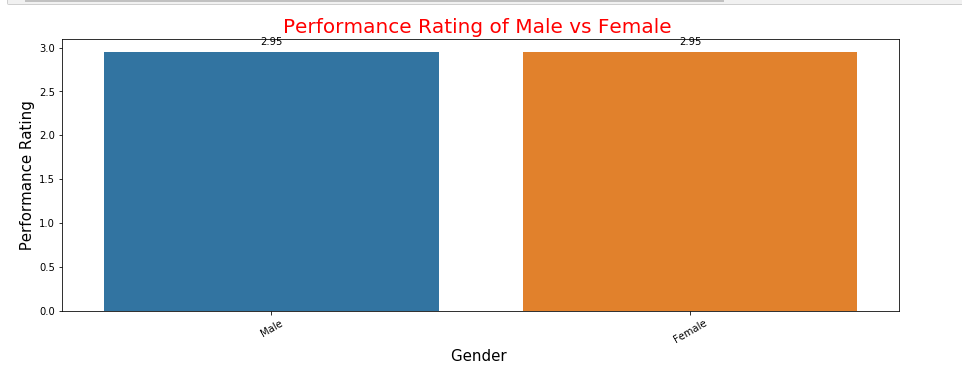 Performance Rating of Male vs Female
2.95
2.95
3.0
2.5
2.0
1.5
1.0
0.5
0.0
Performance Rating
Male
Female
Gender